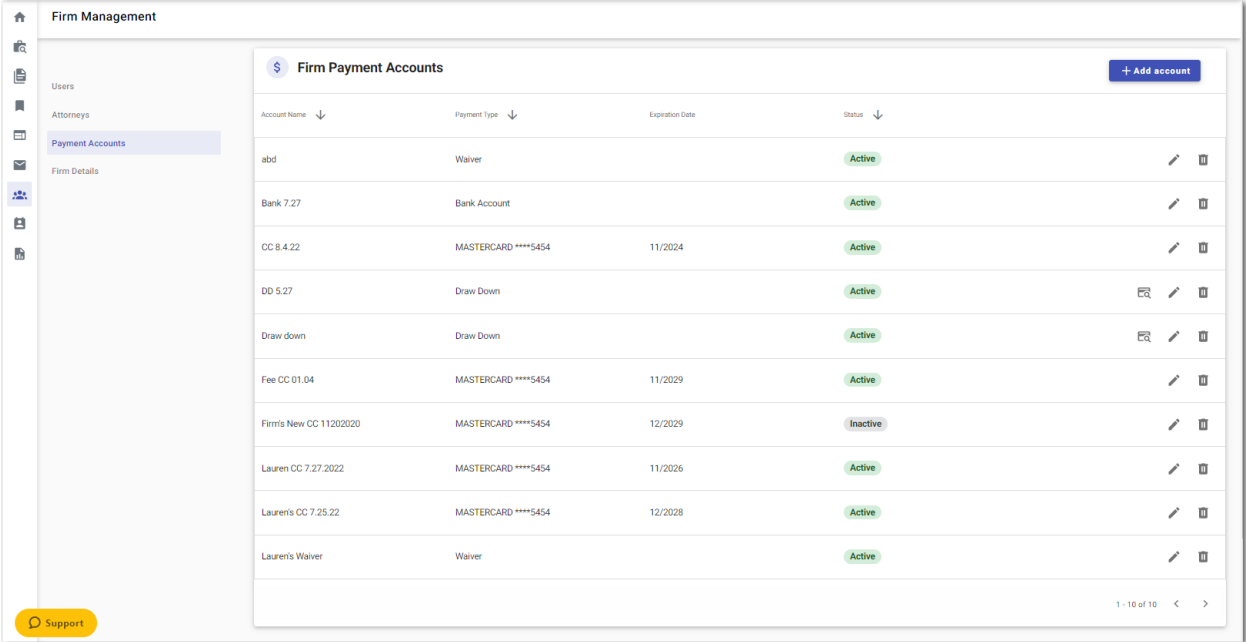 Firm Management
Users
Attorneys
Payment Accounts
Firm Details
Firm Payment Accounts
+ Add account
Account Name Payment Type Expiration Date Status
abd Waiver Active
Bank 7.27 Bank Account Active
CC 8.4.22 MASTERCARD ****5454 11/2024 Active
DD 5.27 Draw Down Active
Draw down Draw Down Active
Fee CC 01.04 MASTERCARD ****5454 11/2029 Active
Firm's New CC 11202020 MASTERCARD ****5454 12/2029 Inactive
Lauren CC 7.27.2022 MASTERCARD ****5454 11/2026 Active
Lauren's CC 7.25.22 MASTERCARD ****5454 12/2028 Active
Lauren's Waiver Waiver Active
1 - 10 of 10
Support